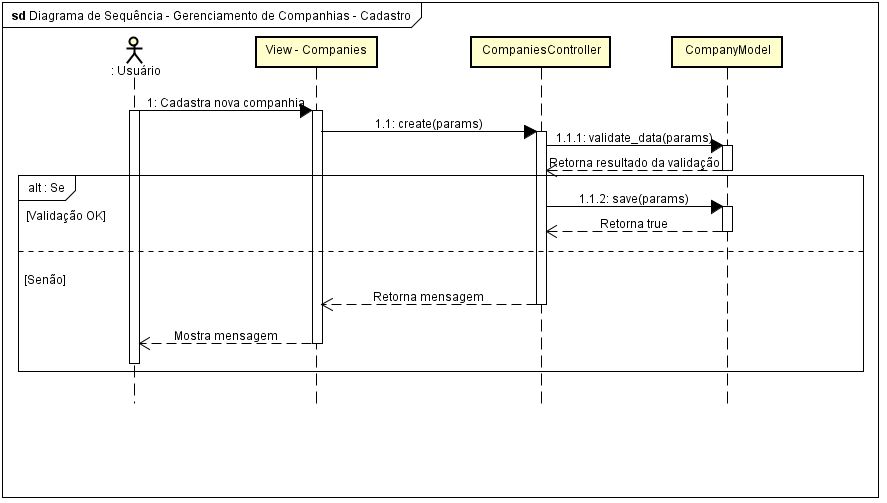 sd Diagrama de Sequência - Gerenciamento de Companhias - Cadastro
: Usuário
View - Companies
CompaniesController
CompanyModel
1: Cadastra nova companhia
1.1: create(params)
1.1.1: validate_data(params)
Retorna resultado da validação
alt : Se
[Validação OK]
1.1.2: save(params)
Retorna true
[Senão]
Retorna mensagem
Mostra mensagem